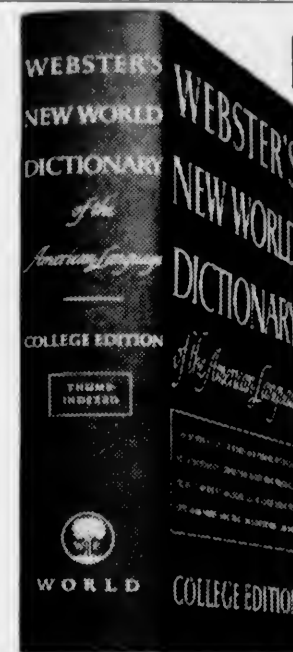 WEBSTER'S
NEW WORLD
DICTIONARY
of the
American Language
COLLEGE EDITION
THUMB
INDEXED
WORLD
WEBSTER'S
NEW WORLD
DICTIONARY
of the American Language
COLLEGE EDITION